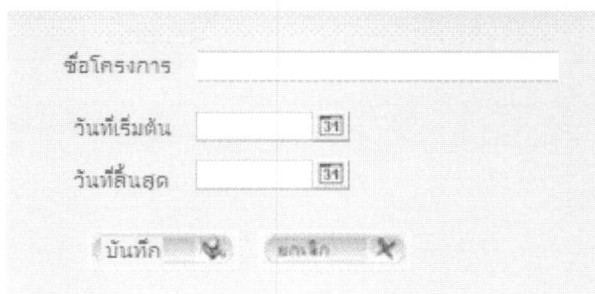 ชื่อโครงการ
วันที่เริ่มต้น
31
วันที่สิ้นสุด
31
บันทึก ยกเลิก